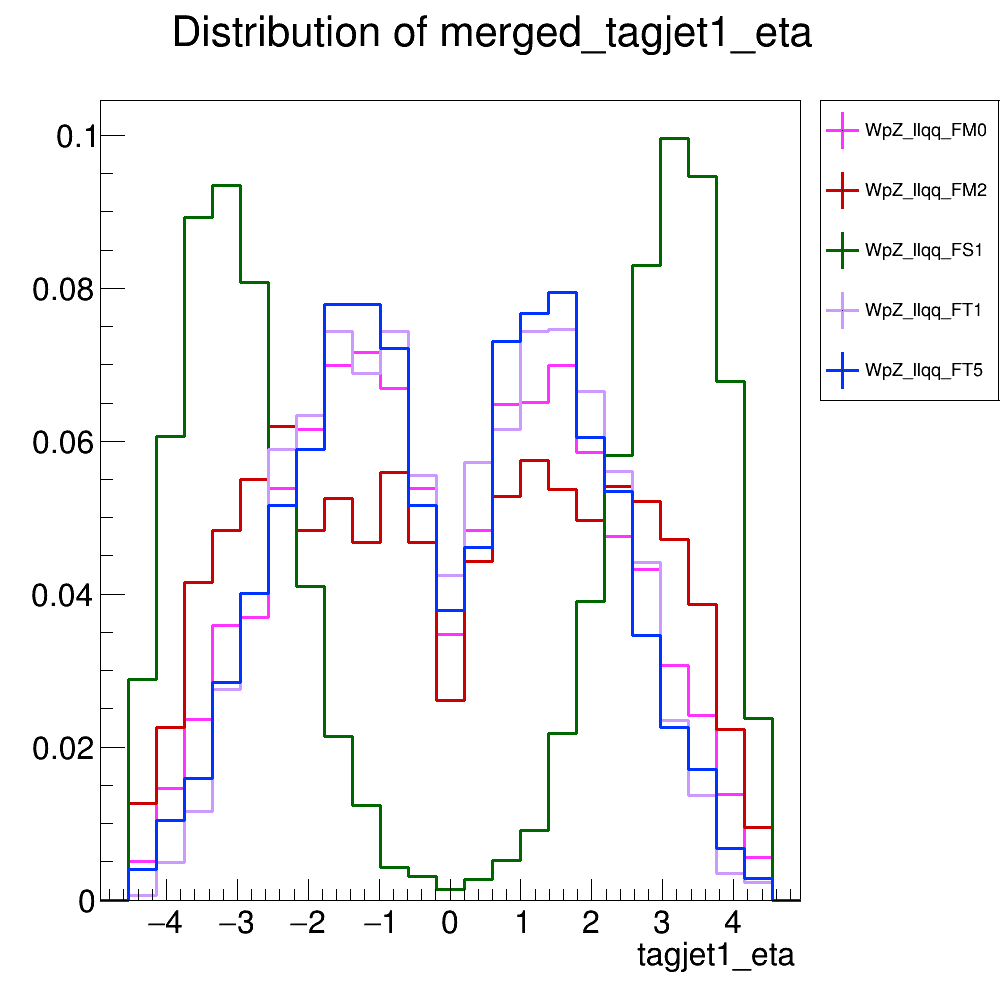 Distribution of merged_tagjet1_eta
0.1
0.08
0.06
0.04
0.02
0
−4 −3 −2 −1 0 1 2 3 4
tagjet1_eta
WpZ_llqq_FM0
WpZ_llqq_FM2
WpZ_llqq_FS1
WpZ_llqq_FT1
WpZ_llqq_FT5